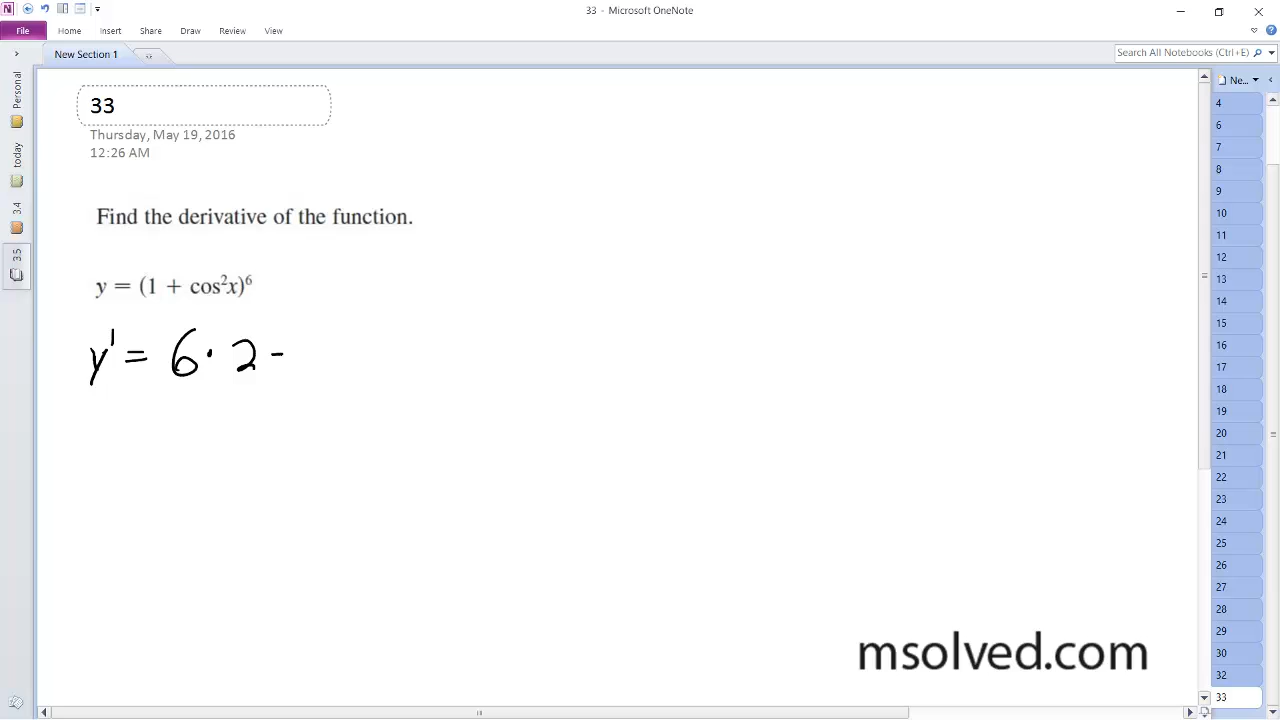 33 - Microsoft OneNote
File Home Insert Share Draw Review View
New Section 1
Search All Notebooks (Ctrl+E)
Ne...
Personal
today
34
35
33
Thursday, May 19, 2016
12:26 AM
Find the derivative of the function.
y = (1 + cos²x)⁶
y' = 6 · 2 -
msolved.com
4
6
7
8
9
10
11
12
13
14
15
16
17
18
19
20
21
22
23
24
25
26
27
28
29
30
32
33